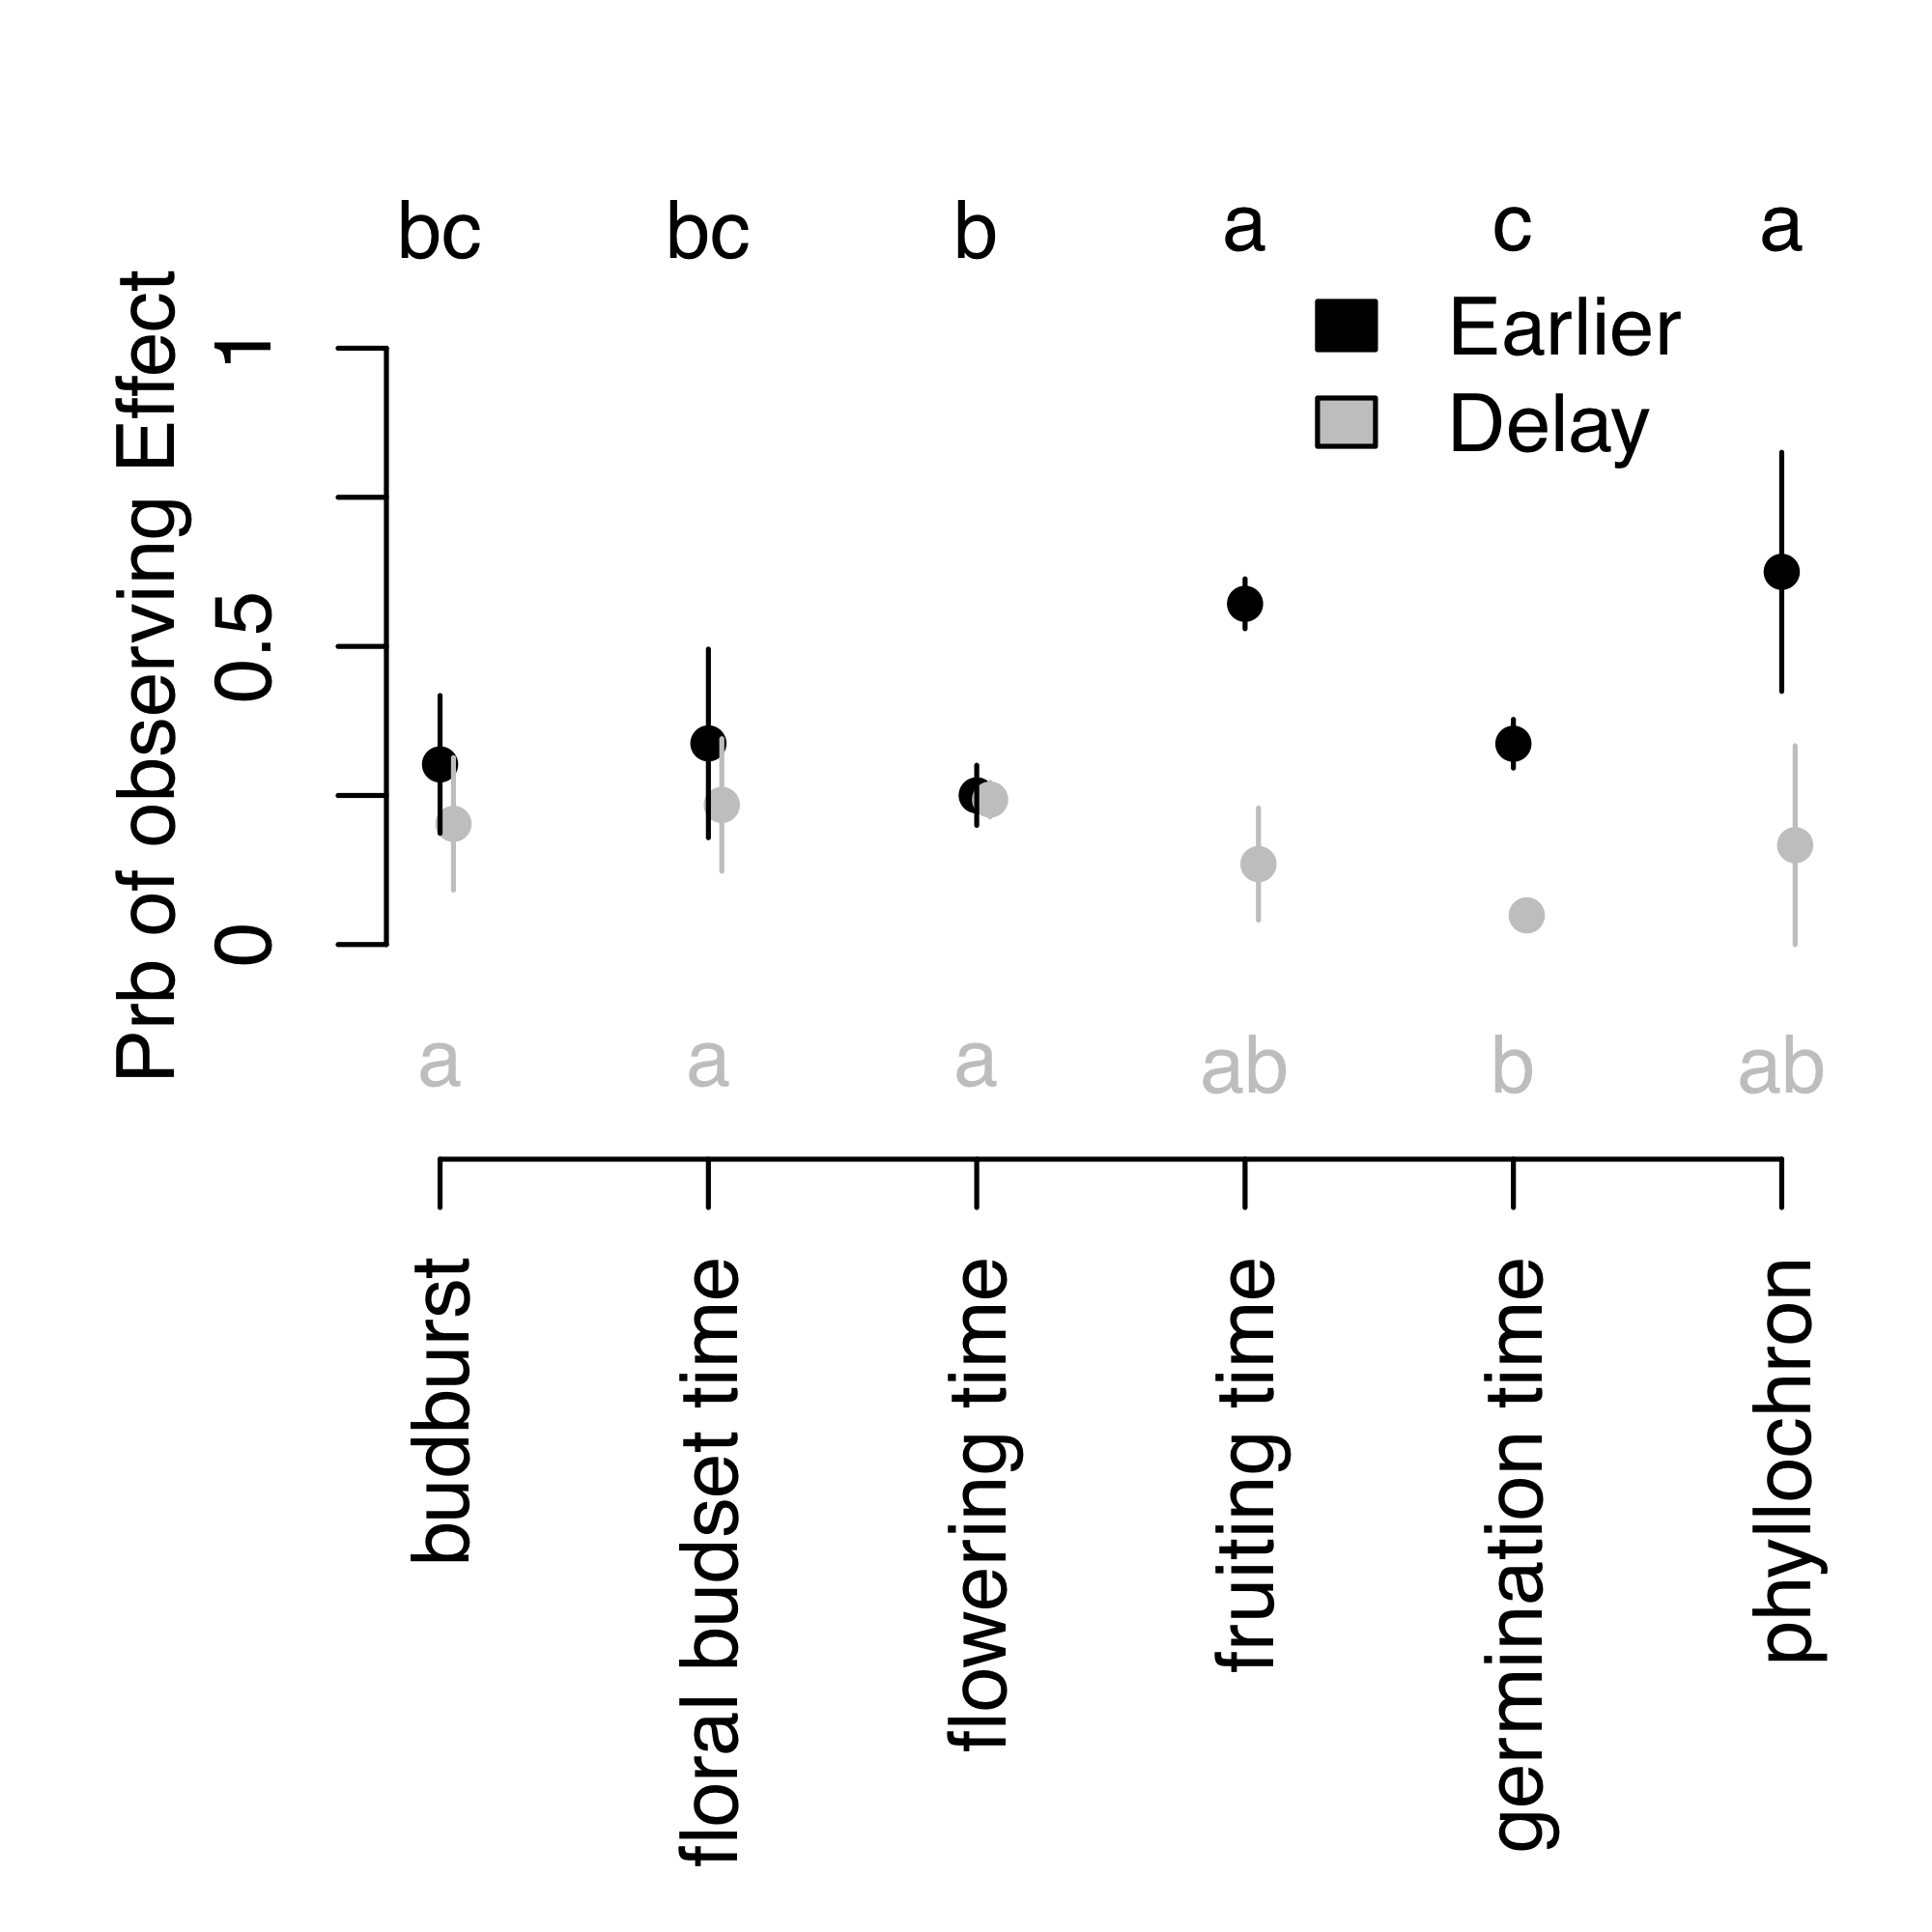 bc bc b a c a
Earlier
Delay
Prb of observing Effect
1
0.5
0
a a a ab b ab
budburst
floral budset time
flowering time
fruiting time
germination time
phyllochron